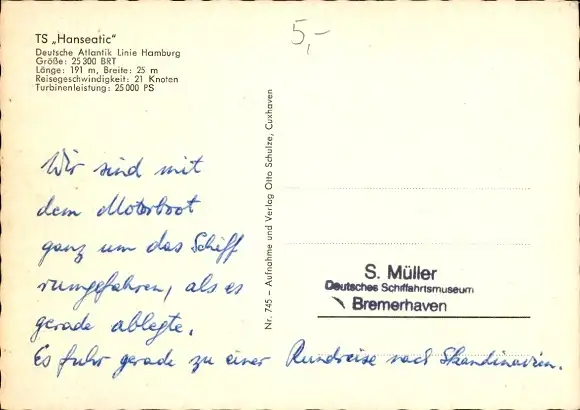 TS „Hanseatic"
Deutsche Atlantik Linie Hamburg
Größe: 25 300 BRT
Länge: 191 m, Breite: 25 m
Reisegeschwindigkeit: 21 Knoten
Turbinenleistung: 25 000 PS
5,-
Wir sind mit
dem Motorboot
ganz um das Schiff
rumgefahren, als es
gerade ablegte.
Es fuhr gerade zu einer Rundreise nach Skandinavien.
Nr. 745 – Aufnahme und Verlag Otto Schulze, Cuxhaven
S. Müller
Deutsches Schiffahrtsmuseum
Bremerhaven